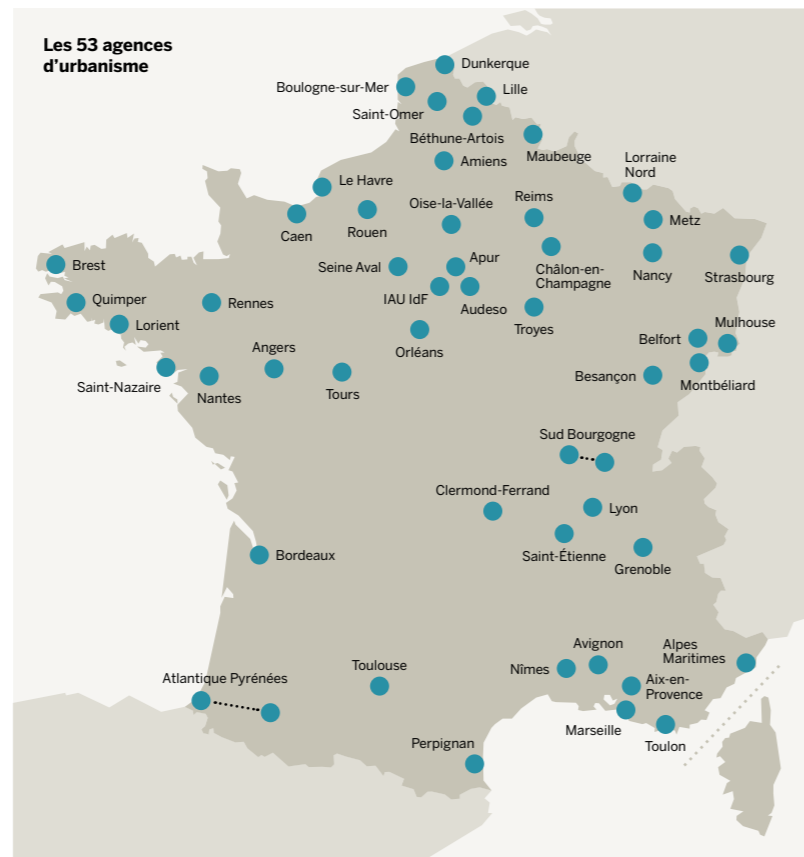 Les 53 agences
d'urbanisme
Dunkerque
Boulogne-sur-Mer
Lille
Saint-Omer
Béthune-Artois
Maubeuge
Amiens
Lorraine
Nord
Le Havre
Oise-la-Vallée
Reims
Metz
Caen
Rouen
Brest
Seine Aval
Apur
Châlon-en-
Champagne
Nancy
Strasbourg
Quimper
Rennes
IAU IdF
Audeso
Troyes
Lorient
Orléans
Belfort
Mulhouse
Angers
Saint-Nazaire
Nantes
Tours
Besançon
Montbéliard
Sud Bourgogne
Clermond-Ferrand
Lyon
Saint-Étienne
Grenoble
Bordeaux
Avignon
Alpes
Maritimes
Nîmes
Toulouse
Atlantique Pyrénées
Aix-en-
Provence
Marseille
Toulon
Perpignan